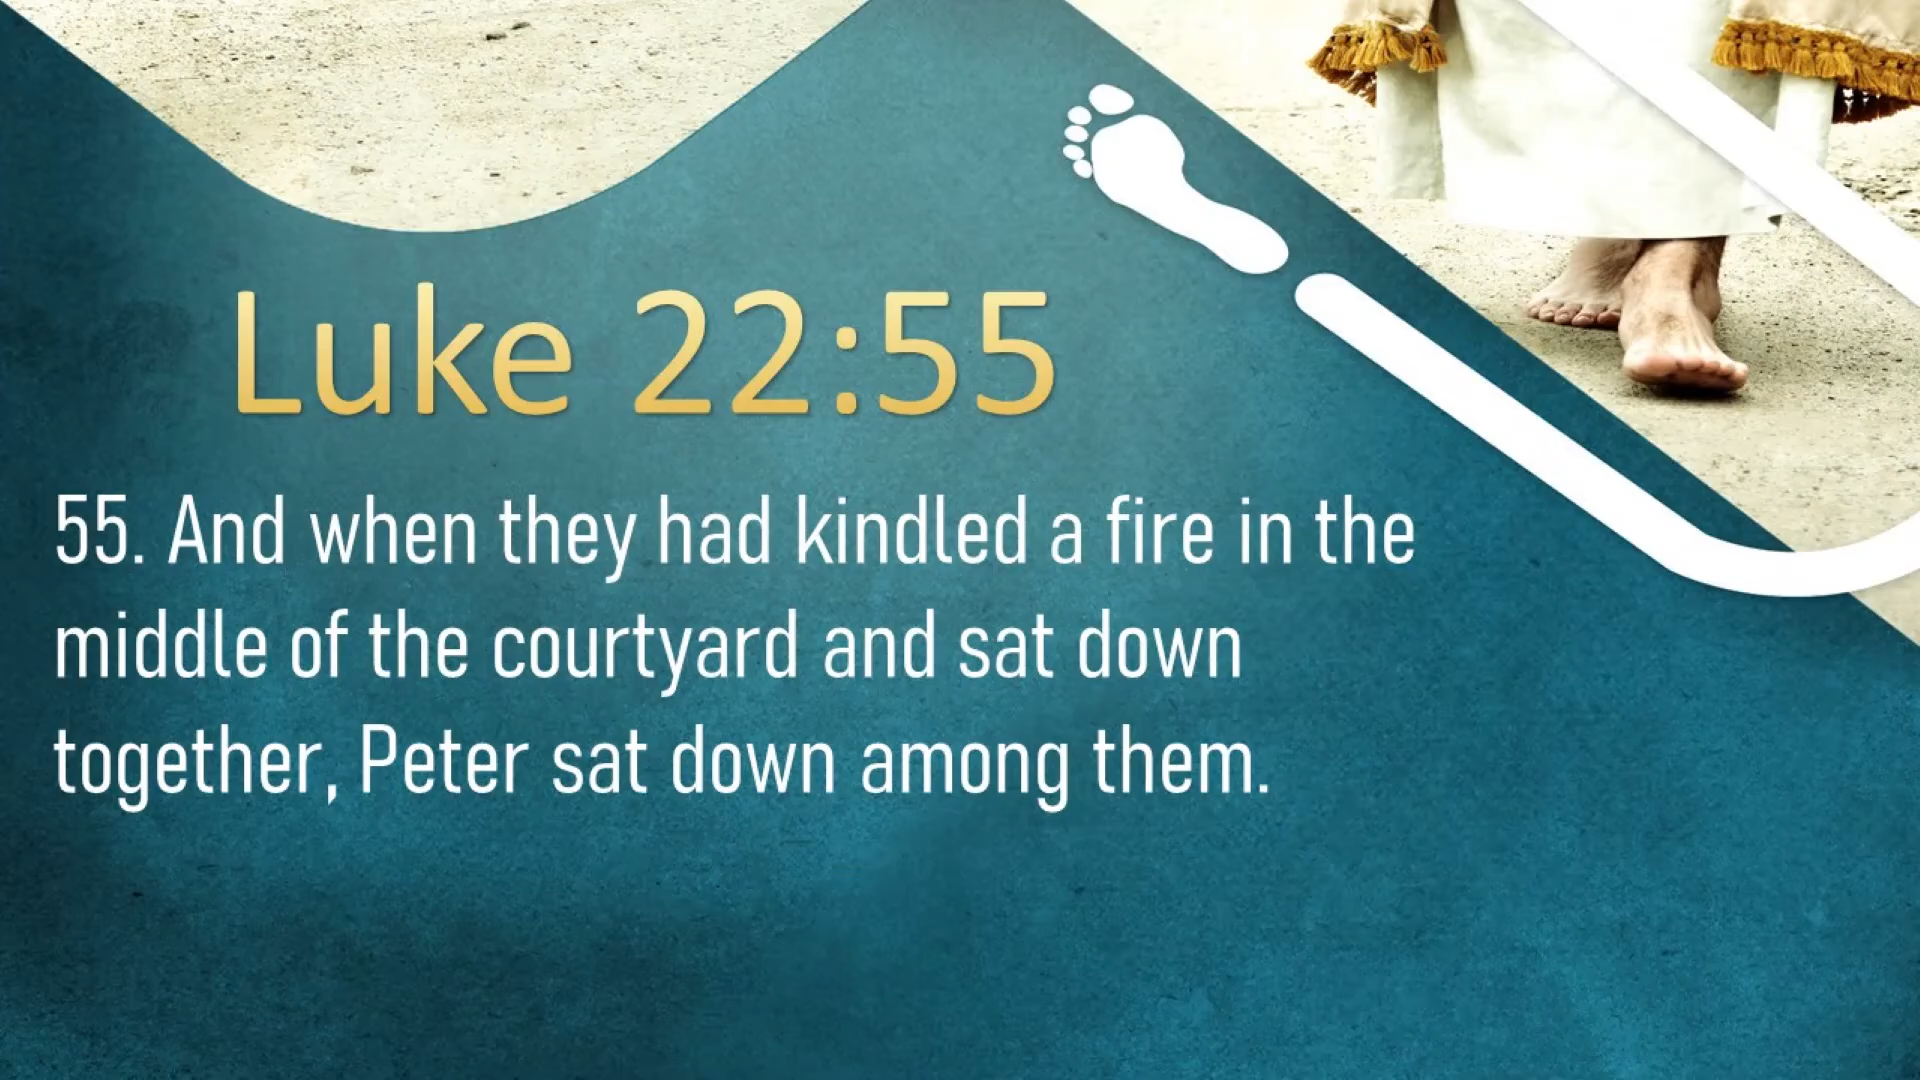 Luke 22:55
55. And when they had kindled a fire in the
middle of the courtyard and sat down
together, Peter sat down among them.